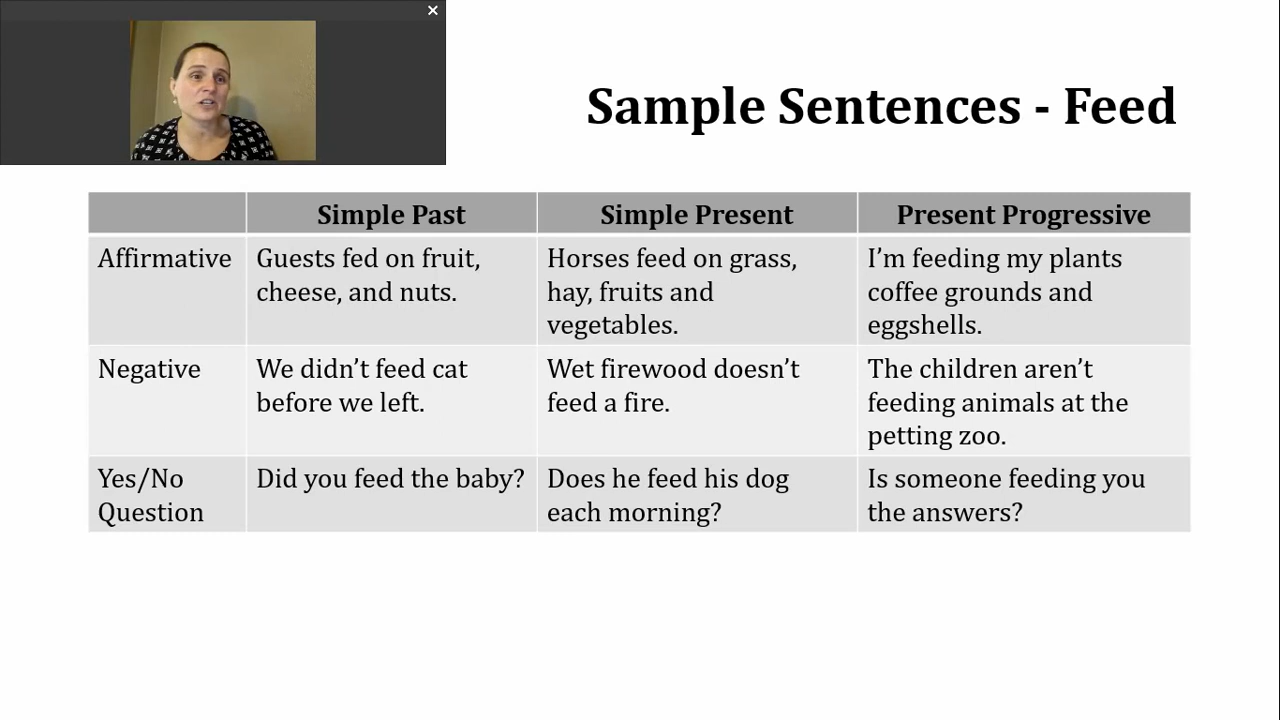 Sample Sentences - Feed
Simple Past
Simple Present
Present Progressive
Affirmative
Guests fed on fruit,
cheese, and nuts.
Horses feed on grass,
hay, fruits and
vegetables.
I’m feeding my plants
coffee grounds and
eggshells.
Negative
We didn’t feed cat
before we left.
Wet firewood doesn’t
feed a fire.
The children aren’t
feeding animals at the
petting zoo.
Yes/No
Question
Did you feed the baby?
Does he feed his dog
each morning?
Is someone feeding you
the answers?